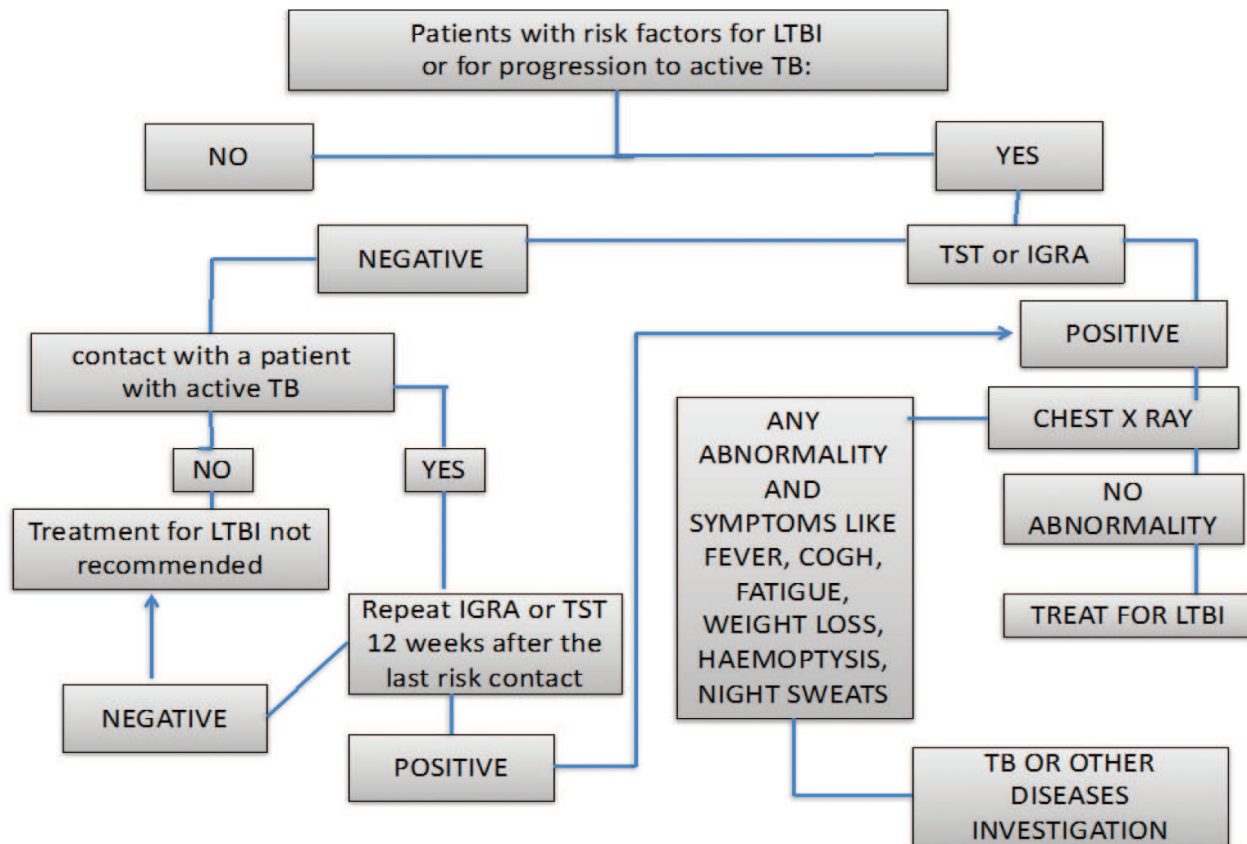 Patients with risk factors for LTBI
or for progression to active TB:
NO
YES
NEGATIVE
TST or IGRA
POSITIVE
contact with a patient
with active TB
CHEST X RAY
ANY
ABNORMALITY
AND
SYMPTOMS LIKE
FEVER, COGH,
FATIGUE,
WEIGHT LOSS,
HAEMOPTYSIS,
NIGHT SWEATS
NO
YES
NO
ABNORMALITY
Treatment for LTBI not
recommended
Repeat IGRA or TST
12 weeks after the
last risk contact
TREAT FOR LTBI
NEGATIVE
POSITIVE
TB OR OTHER
DISEASES
INVESTIGATION